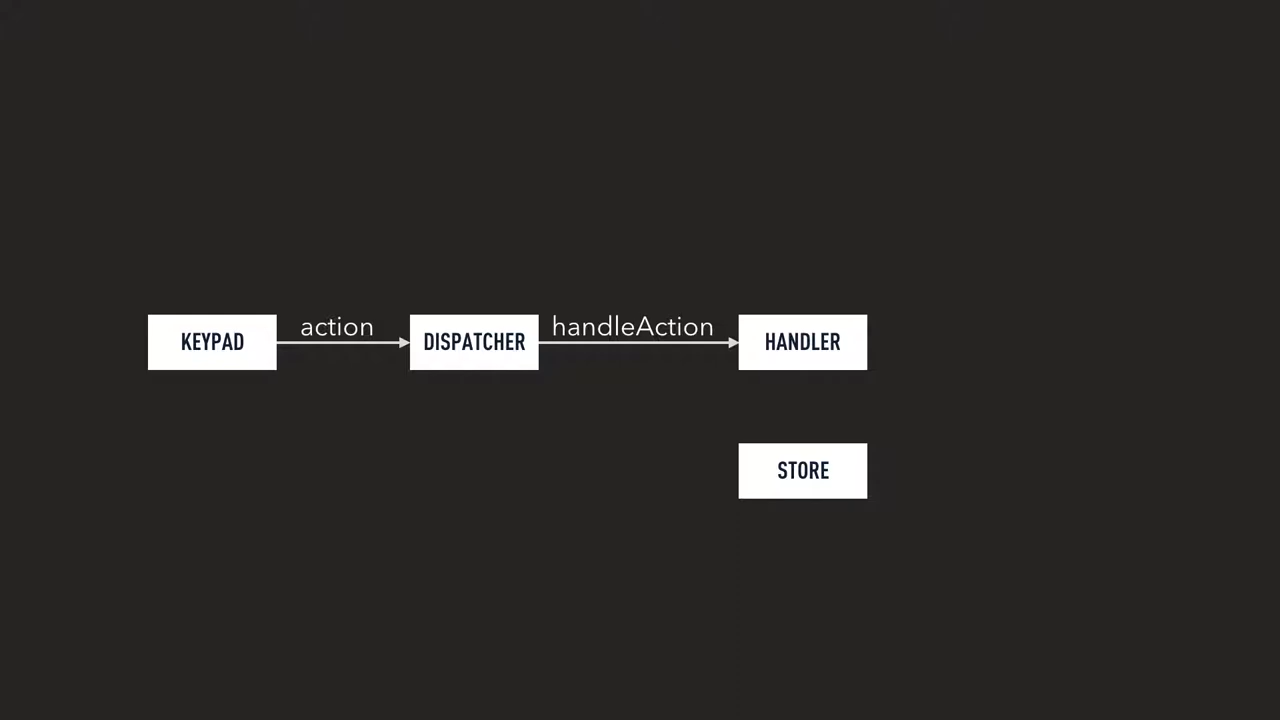 KEYPAD
action
DISPATCHER
handleAction
HANDLER
STORE